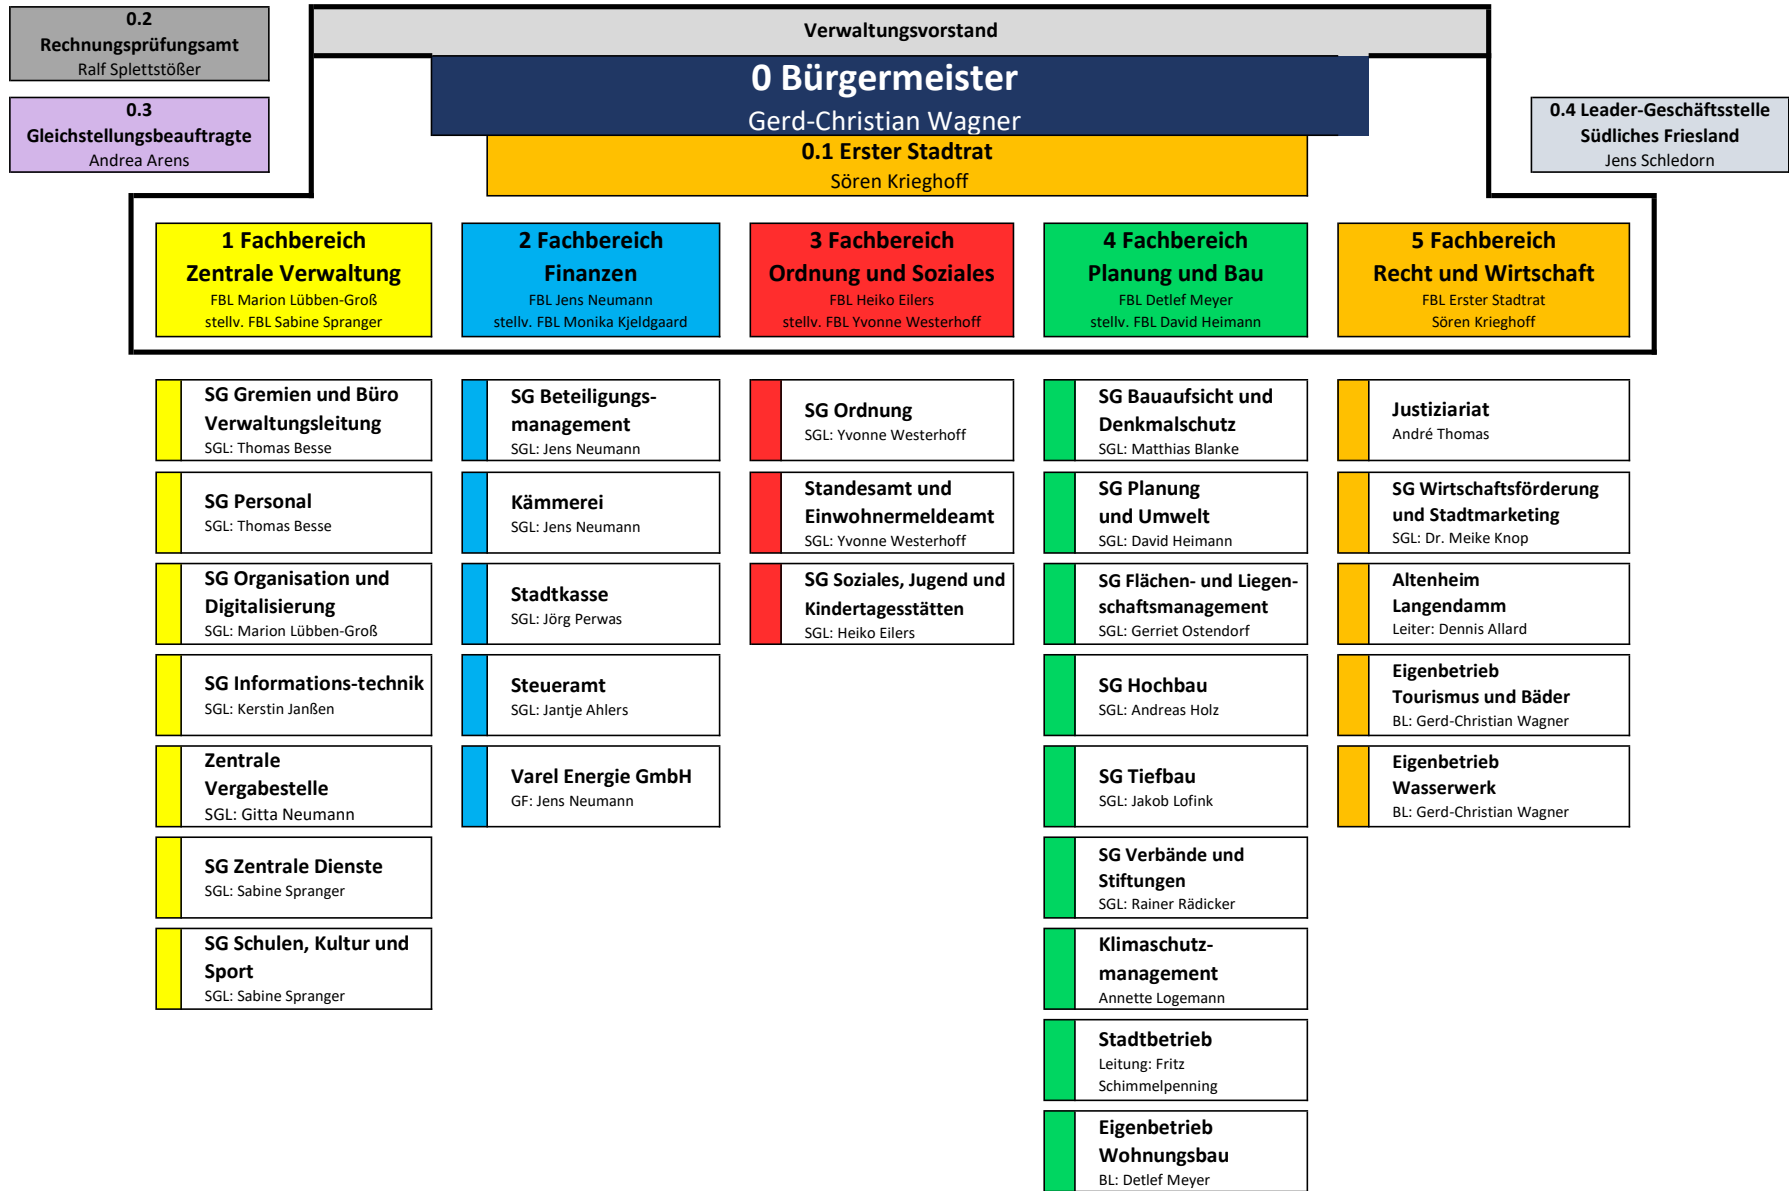 0.2
Rechnungsprüfungsamt
Ralf Splettstößer
0.3
Gleichstellungsbeauftragte
Andrea Arens
Verwaltungsvorstand
0 Bürgermeister
Gerd-Christian Wagner
0.1 Erster Stadtrat
Sören Krieghoff
0.4 Leader-Geschäftsstelle
Südliches Friesland
Jens Schledorn
1 Fachbereich
Zentrale Verwaltung
FBL Marion Lübben-Groß
stellv. FBL Sabine Spranger
2 Fachbereich
Finanzen
FBL Jens Neumann
stellv. FBL Monika Kjeldgaard
3 Fachbereich
Ordnung und Soziales
FBL Heiko Eilers
stellv. FBL Yvonne Westerhoff
4 Fachbereich
Planung und Bau
FBL Detlef Meyer
stellv. FBL David Heimann
5 Fachbereich
Recht und Wirtschaft
FBL Erster Stadtrat
Sören Krieghoff
SG Gremien und Büro
Verwaltungsleitung
SGL: Thomas Besse
SG Personal
SGL: Thomas Besse
SG Organisation und
Digitalisierung
SGL: Marion Lübben-Groß
SG Informations-technik
SGL: Kerstin Janßen
Zentrale
Vergabestelle
SGL: Gitta Neumann
SG Zentrale Dienste
SGL: Sabine Spranger
SG Schulen, Kultur und
Sport
SGL: Sabine Spranger
SG Beteiligungs-
management
SGL: Jens Neumann
Kämmerei
SGL: Jens Neumann
Stadtkasse
SGL: Jörg Perwas
Steueramt
SGL: Jantje Ahlers
Varel Energie GmbH
GF: Jens Neumann
SG Ordnung
SGL: Yvonne Westerhoff
Standesamt und
Einwohnermeldeamt
SGL: Yvonne Westerhoff
SG Soziales, Jugend und
Kindertagesstätten
SGL: Heiko Eilers
SG Bauaufsicht und
Denkmalschutz
SGL: Matthias Blanke
SG Planung
und Umwelt
SGL: David Heimann
SG Flächen- und Liegen-
schaftsmanagement
SGL: Gerriet Ostendorf
SG Hochbau
SGL: Andreas Holz
SG Tiefbau
SGL: Jakob Lofink
SG Verbände und
Stiftungen
SGL: Rainer Rädicker
Klimaschutz-
management
Annette Logemann
Stadtbetrieb
Leitung: Fritz
Schimmelpenning
Eigenbetrieb
Wohnungsbau
BL: Detlef Meyer
Justiziariat
André Thomas
SG Wirtschaftsförderung
und Stadtmarketing
SGL: Dr. Meike Knop
Altenheim
Langendamm
Leiter: Dennis Allard
Eigenbetrieb
Tourismus und Bäder
BL: Gerd-Christian Wagner
Eigenbetrieb
Wasserwerk
BL: Gerd-Christian Wagner